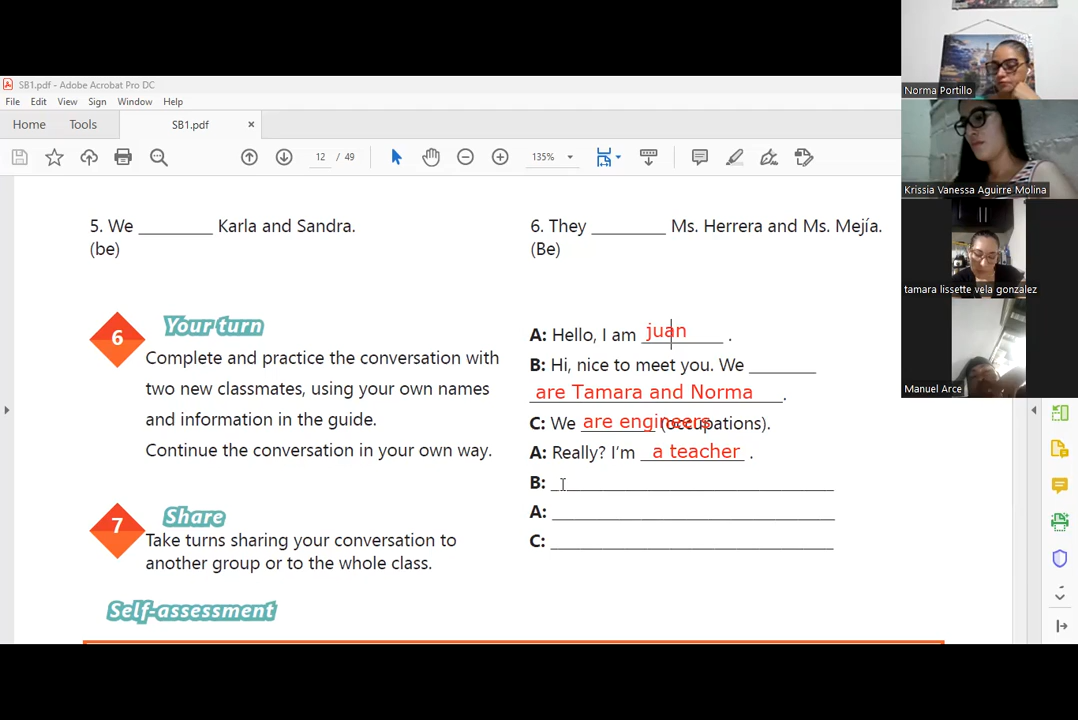 SB1.pdf - Adobe Acrobat Pro DC
File Edit View Sign Window Help
Home Tools SB1.pdf ×
12 / 49 135%
5. We ________ Karla and Sandra.
(be)
6. They ________ Ms. Herrera and Ms. Mejía.
(Be)
6 Your turn
Complete and practice the conversation with
two new classmates, using your own names
and information in the guide.
Continue the conversation in your own way.
A: Hello, I am juan .
B: Hi, nice to meet you. We ________
are Tamara and Norma.
C: We are engineers (occupations).
A: Really? I'm a teacher .
B: ______________________________
A: ______________________________
C: ______________________________
7 Share
Take turns sharing your conversation to
another group or to the whole class.
Self-assessment
Norma Portillo
Krissia Vanessa Aguirre Molina
tamara lissette vela gonzalez
Manuel Arce